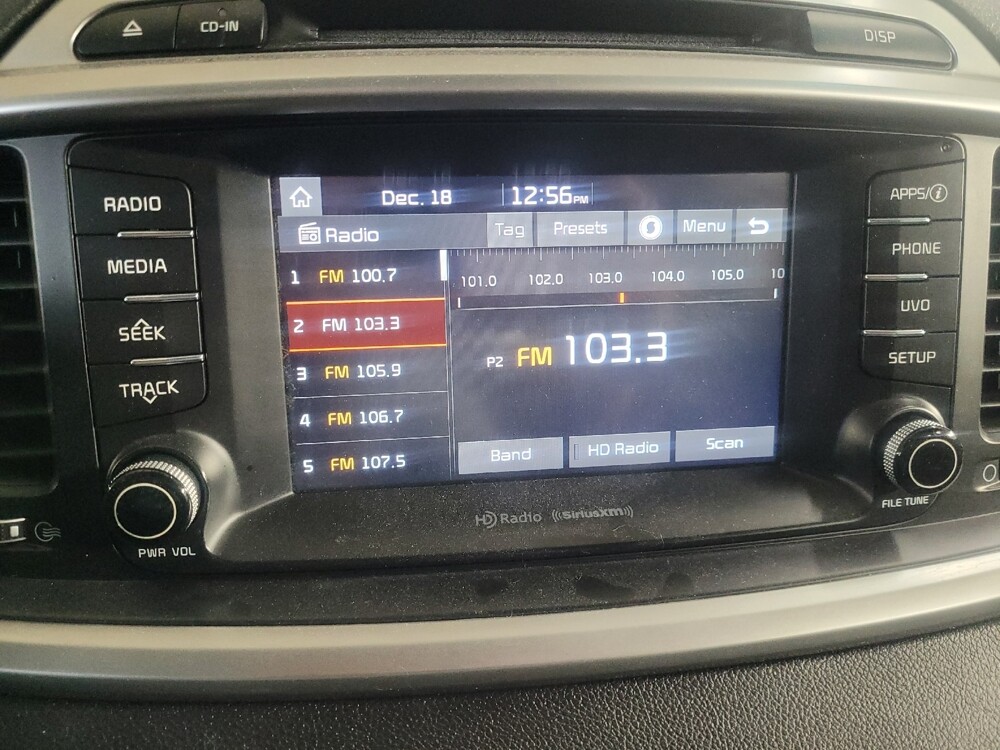 CD-IN
DISP
RADIO
MEDIA
SEEK
TRACK
PWR VOL
Dec. 18 12:56PM
Radio Tag Presets Menu
1 FM 100.7
2 FM 103.3
3 FM 105.9
4 FM 106.7
5 FM 107.5
101.0 102.0 103.0 104.0 105.0 10
P2 FM 103.3
Band HD Radio Scan
HD Radio ((SiriusXM))
APPS/i
PHONE
UVO
SETUP
FILE TUNE